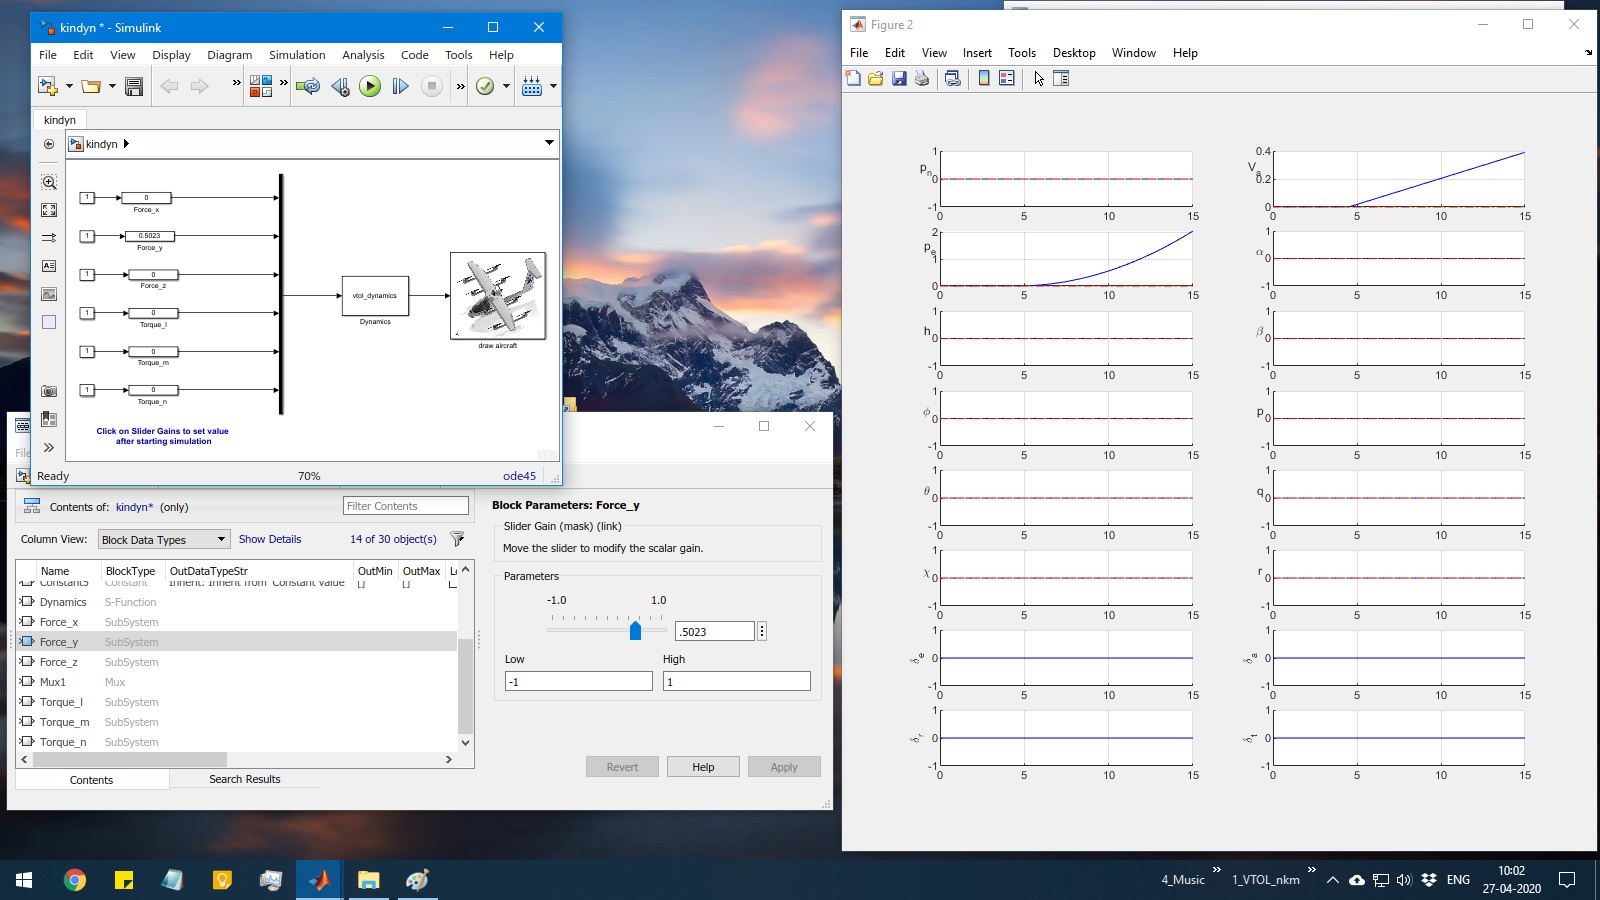 kindyn * - Simulink
File Edit View Display Diagram Simulation Analysis Code Tools Help
kindyn
kindyn
1 0
Force_x
1 0.5023
Force_y
1 0
Force_z
1 0
Torque_l
1 0
Torque_m
1 0
Torque_n
vtol_dynamics
Dynamics
draw aircraft
Click on Slider Gains to set value
after starting simulation
Ready 70% ode45
Contents of: kindyn* (only) Filter Contents
Column View: Block Data Types Show Details 14 of 30 object(s)
Name BlockType OutDataTypeStr OutMin OutMax
Constant5 Constant Inherit: Inherit from 'Constant value' [] []
Dynamics S-Function
Force_x SubSystem
Force_y SubSystem
Force_z SubSystem
Mux1 Mux
Torque_l SubSystem
Torque_m SubSystem
Torque_n SubSystem
Contents Search Results
Block Parameters: Force_y
Slider Gain (mask) (link)
Move the slider to modify the scalar gain.
Parameters
-1.0 1.0
.5023
Low High
-1 1
Revert Help Apply
Figure 2
File Edit View Insert Tools Desktop Window Help
p_n 1 0 -1 0 5 10 15
V_a 0.4 0.2 0 0 5 10 15
p_e 2 1 0 0 5 10 15
α 1 0 -1 0 5 10 15
h 1 0 -1 0 5 10 15
β 1 0 -1 0 5 10 15
ϕ 1 0 -1 0 5 10 15
p 1 0 -1 0 5 10 15
θ 1 0 -1 0 5 10 15
q 1 0 -1 0 5 10 15
χ 1 0 -1 0 5 10 15
r 1 0 -1 0 5 10 15
δ_e 1 0 -1 0 5 10 15
δ_a 1 0 -1 0 5 10 15
δ_r 1 0 -1 0 5 10 15
δ_t 1 0 -1 0 5 10 15
4_Music 1_VTOL_nkm ENG 10:02
27-04-2020